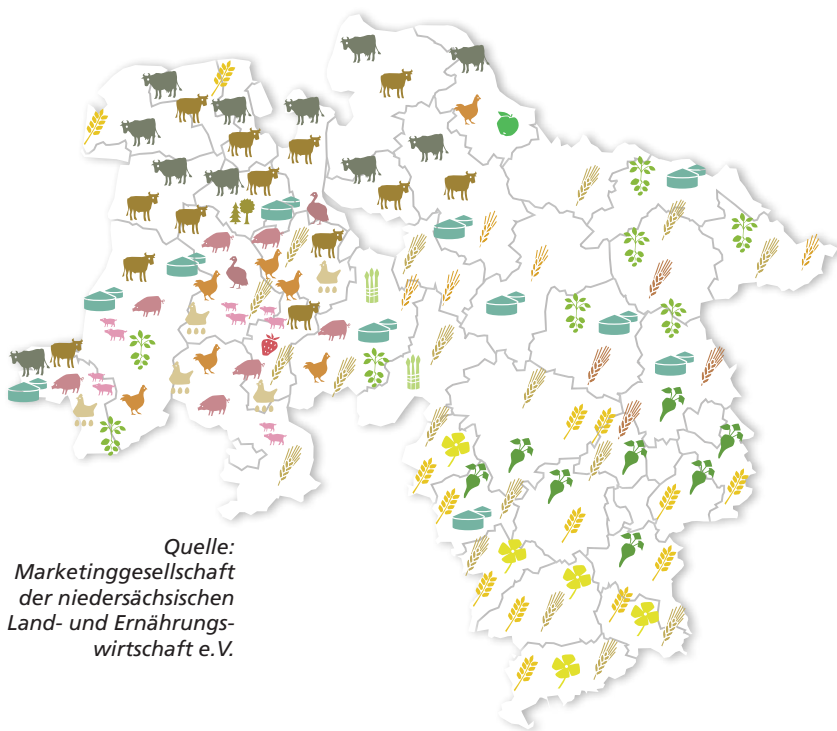 Quelle:
Marketinggesellschaft
der niedersächsischen
Land- und Ernährungs-
wirtschaft e.V.